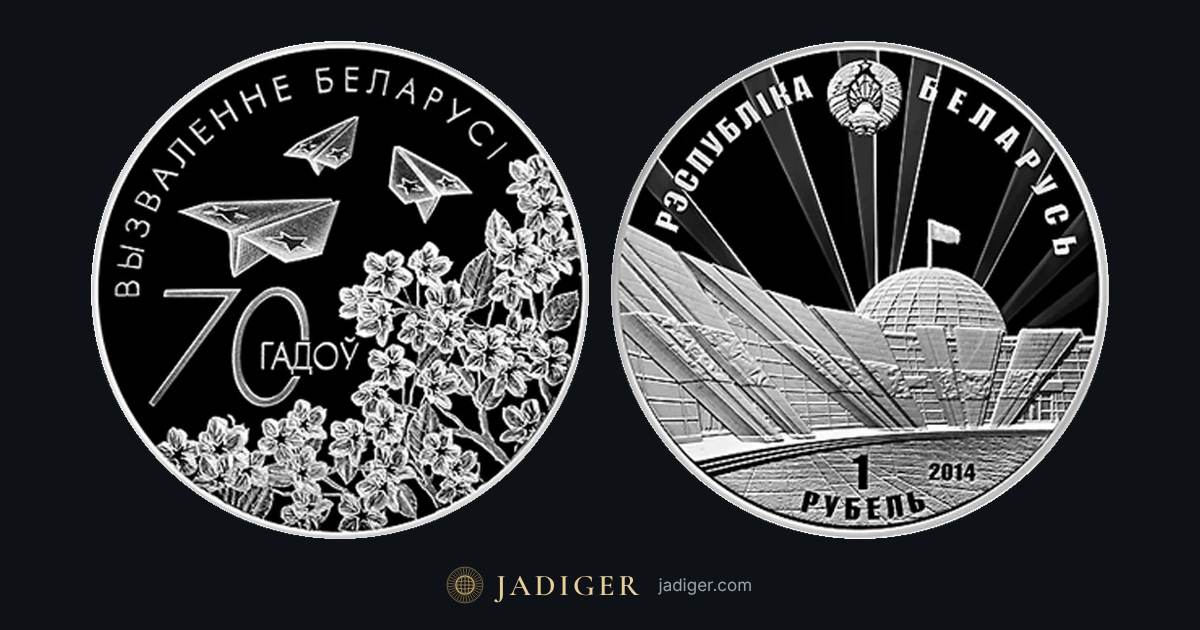 ВЫЗВАЛЕННЕ БЕЛАРУСІ
70
ГАДОЎ
РЭСПУБЛІКА БЕЛАРУСЬ
1
2014
РУБЕЛЬ
JADIGER
jadiger.com